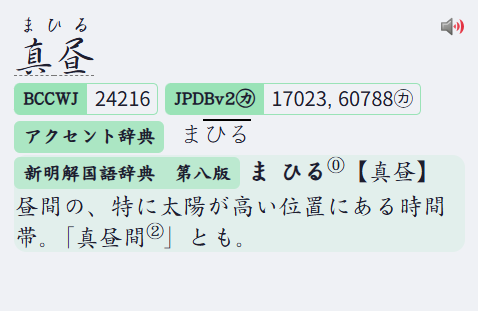 まひる
真昼
BCCWJ 24216 JPDBv2㋕ 17023, 60788㋕
アクセント辞典 まひる
新明解国語辞典 第八版 ま ひる⓪【真昼】
昼間の、特に太陽が高い位置にある時間
帯。「真昼間②」とも。